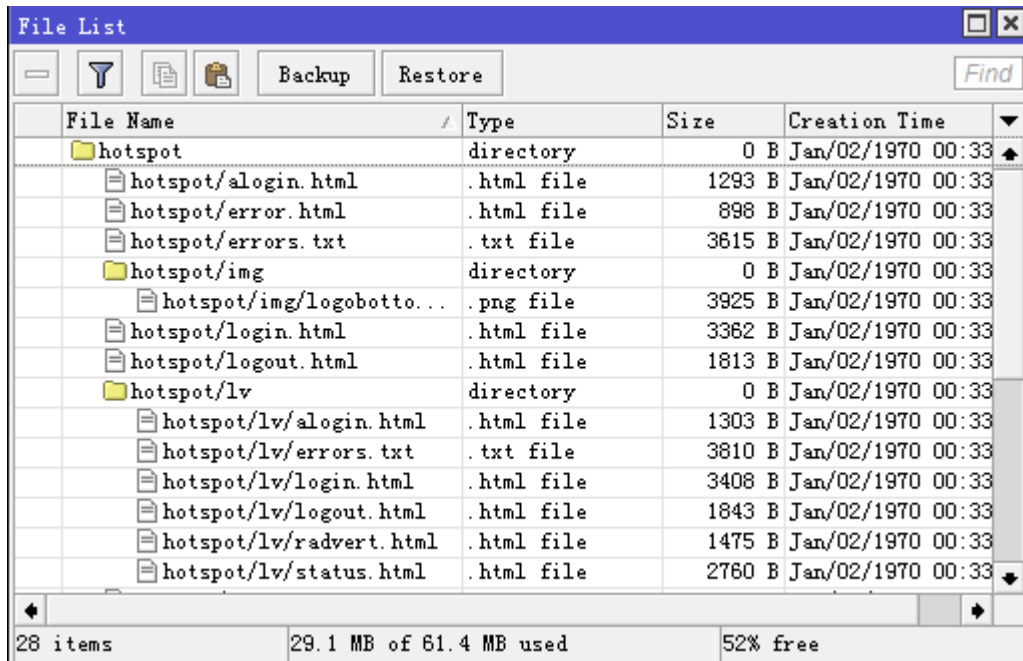 File List
Backup Restore Find
File Name Type Size Creation Time
hotspot directory 0 B Jan/02/1970 00:33
hotspot/alogin.html .html file 1293 B Jan/02/1970 00:33
hotspot/error.html .html file 898 B Jan/02/1970 00:33
hotspot/errors.txt .txt file 3615 B Jan/02/1970 00:33
hotspot/img directory 0 B Jan/02/1970 00:33
hotspot/img/logobotto... .png file 3925 B Jan/02/1970 00:33
hotspot/login.html .html file 3362 B Jan/02/1970 00:33
hotspot/logout.html .html file 1813 B Jan/02/1970 00:33
hotspot/lv directory 0 B Jan/02/1970 00:33
hotspot/lv/alogin.html .html file 1303 B Jan/02/1970 00:33
hotspot/lv/errors.txt .txt file 3810 B Jan/02/1970 00:33
hotspot/lv/login.html .html file 3408 B Jan/02/1970 00:33
hotspot/lv/logout.html .html file 1843 B Jan/02/1970 00:33
hotspot/lv/radvert.html .html file 1475 B Jan/02/1970 00:33
hotspot/lv/status.html .html file 2760 B Jan/02/1970 00:33
28 items 29.1 MB of 61.4 MB used 52% free